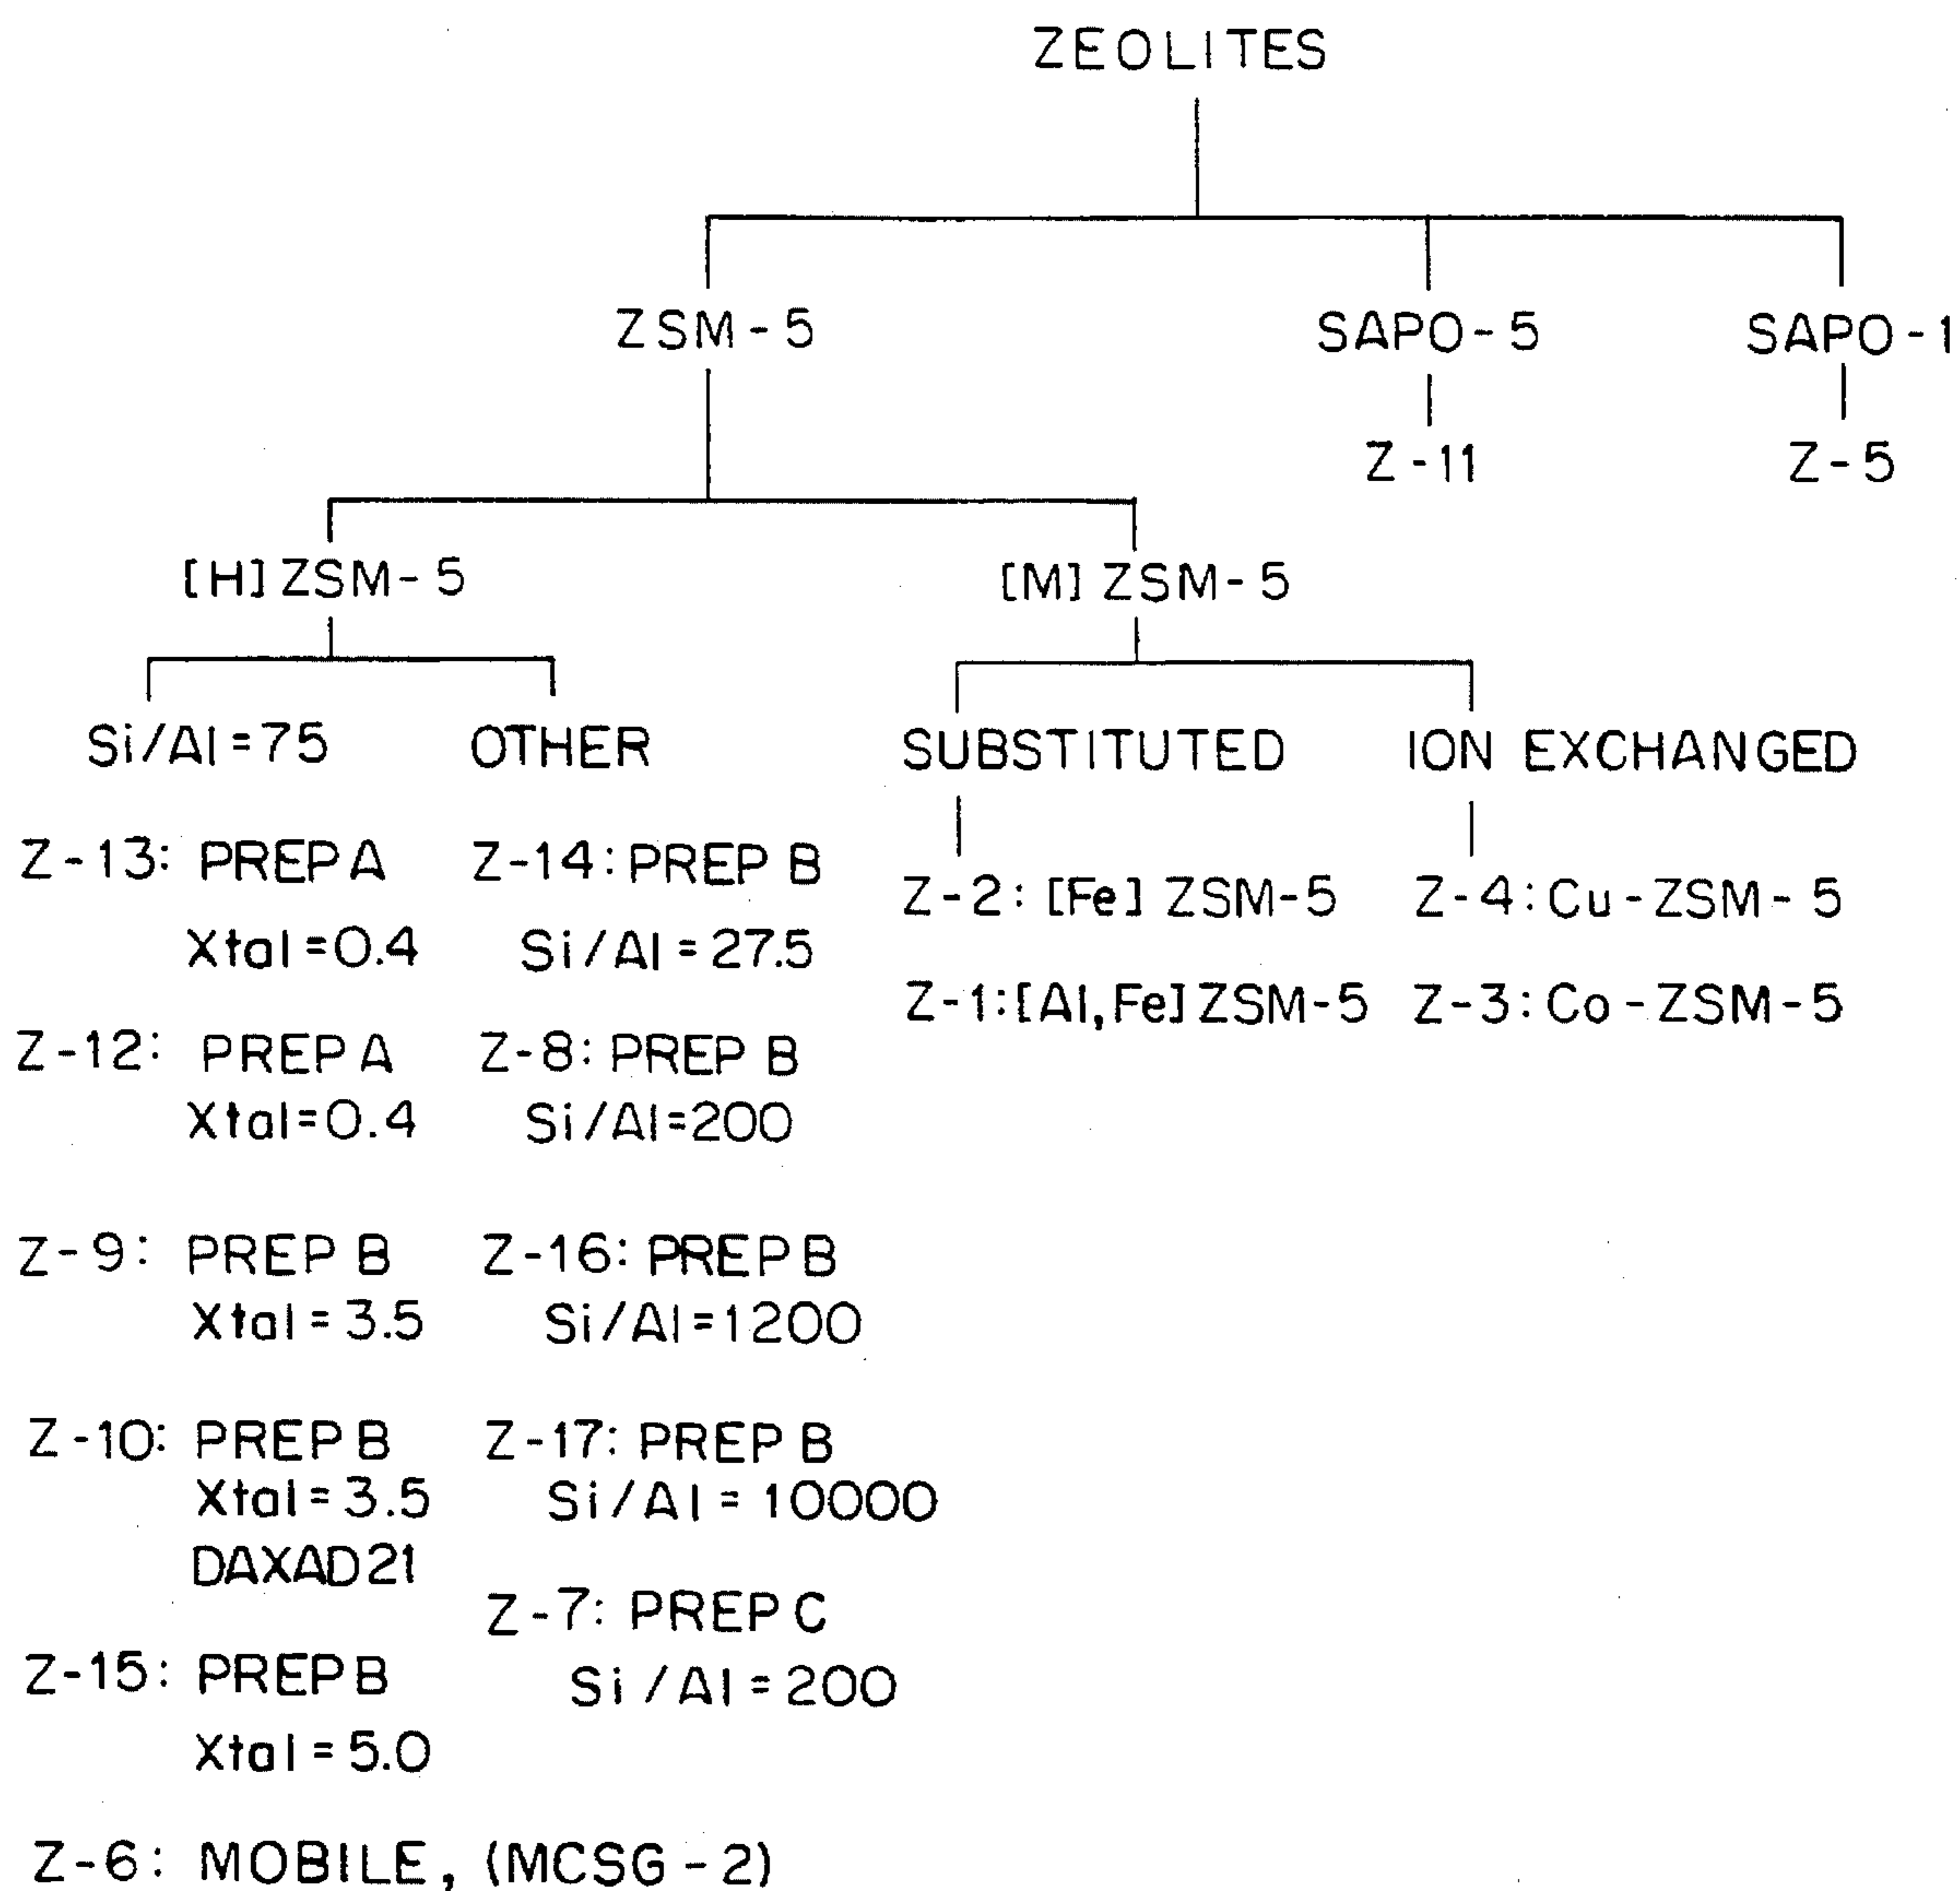 ZEOLITES
ZSM-5
SAPO-5
SAPO-1
Z-11
Z-5
[H]ZSM-5
[M]ZSM-5
Si/Al=75
OTHER
SUBSTITUTED
ION EXCHANGED
Z-13: PREP A
Xtal=0.4
Z-12: PREP A
Xtal=0.4
Z-9: PREP B
Xtal=3.5
Z-10: PREP B
Xtal=3.5
DAXAD21
Z-15: PREP B
Xtal=5.0
Z-6: MOBILE, (MCSG-2)
Z-14: PREP B
Si/Al=27.5
Z-8: PREP B
Si/Al=200
Z-16: PREP B
Si/Al=1200
Z-17: PREP B
Si/Al=10000
Z-7: PREP C
Si/Al=200
Z-2: [Fe] ZSM-5
Z-1:[Al,Fe]ZSM-5
Z-4: Cu-ZSM-5
Z-3: Co-ZSM-5